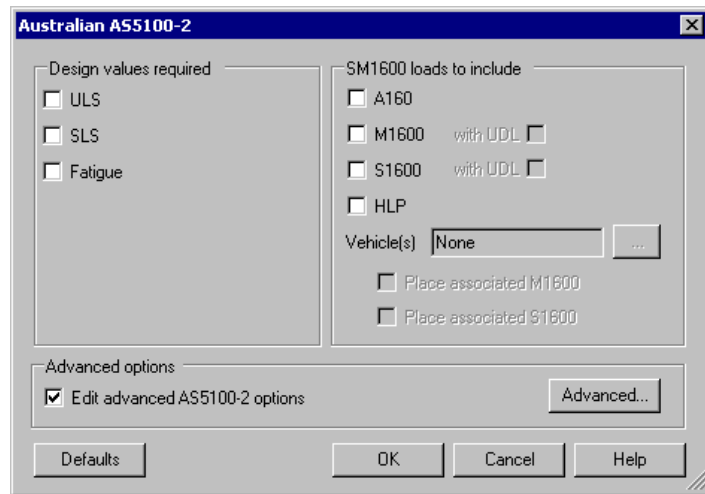 Australian AS5100-2
Design values required
ULS
SLS
Fatigue
SM1600 loads to include
A160
M1600 with UDL
S1600 with UDL
HLP
Vehicle(s) None ...
Place associated M1600
Place associated S1600
Advanced options
Edit advanced AS5100-2 options Advanced...
Defaults OK Cancel Help